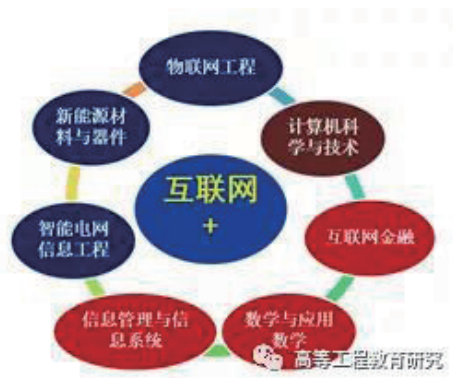 物联网工程
计算机科
学与技术
互联网金融
数学与应用
数学
信息管理与信
息系统
智能电网
信息工程
新能源材
料与器件
互联网
+
高等工程教育研究